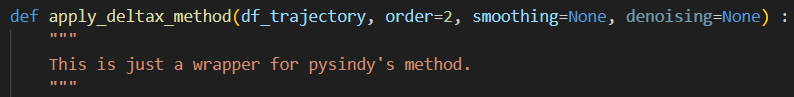 def apply_deltax_method(df_trajectory, order=2, smoothing=None, denoising=None) :
"""
This is just a wrapper for pysindy's method.
"""